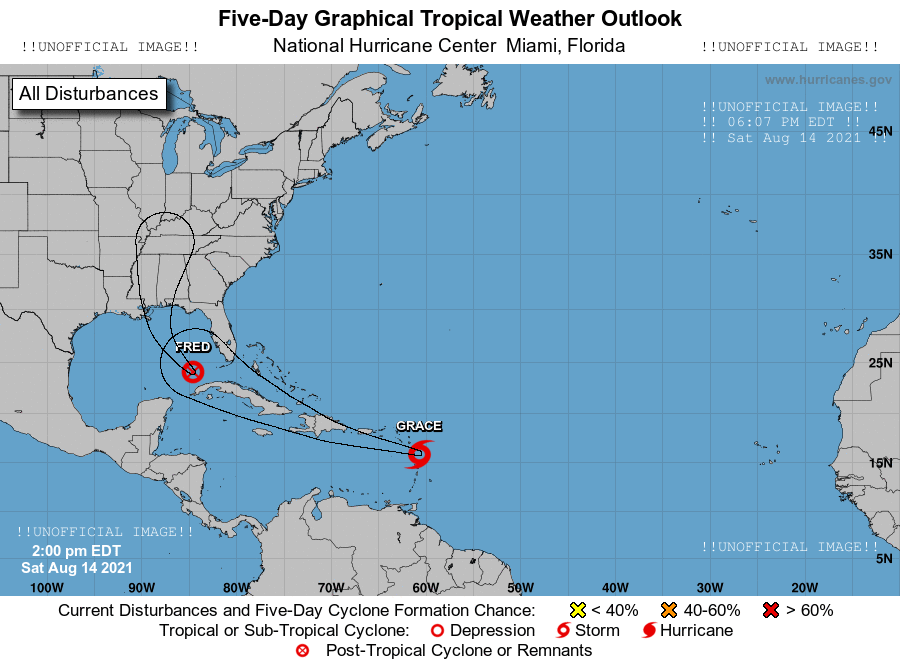 Five-Day Graphical Tropical Weather Outlook
!!UNOFFICIAL IMAGE!! National Hurricane Center Miami, Florida !!UNOFFICIAL IMAGE!!
www.hurricanes.gov
All Disturbances
!!UNOFFICIAL IMAGE!!
!! 06:07 PM EDT !!
!! Sat Aug 14 2021 !!
45N
35N
FRED
25N
GRACE
15N
!!UNOFFICIAL IMAGE!!
2:00 pm EDT
Sat Aug 14 2021
!!UNOFFICIAL IMAGE!!
5N
100W 90W 80W 70W 60W 50W 40W 30W 20W
Current Disturbances and Five-Day Cyclone Formation Chance: < 40% 40-60% > 60%
Tropical or Sub-Tropical Cyclone: Depression Storm Hurricane
Post-Tropical Cyclone or Remnants